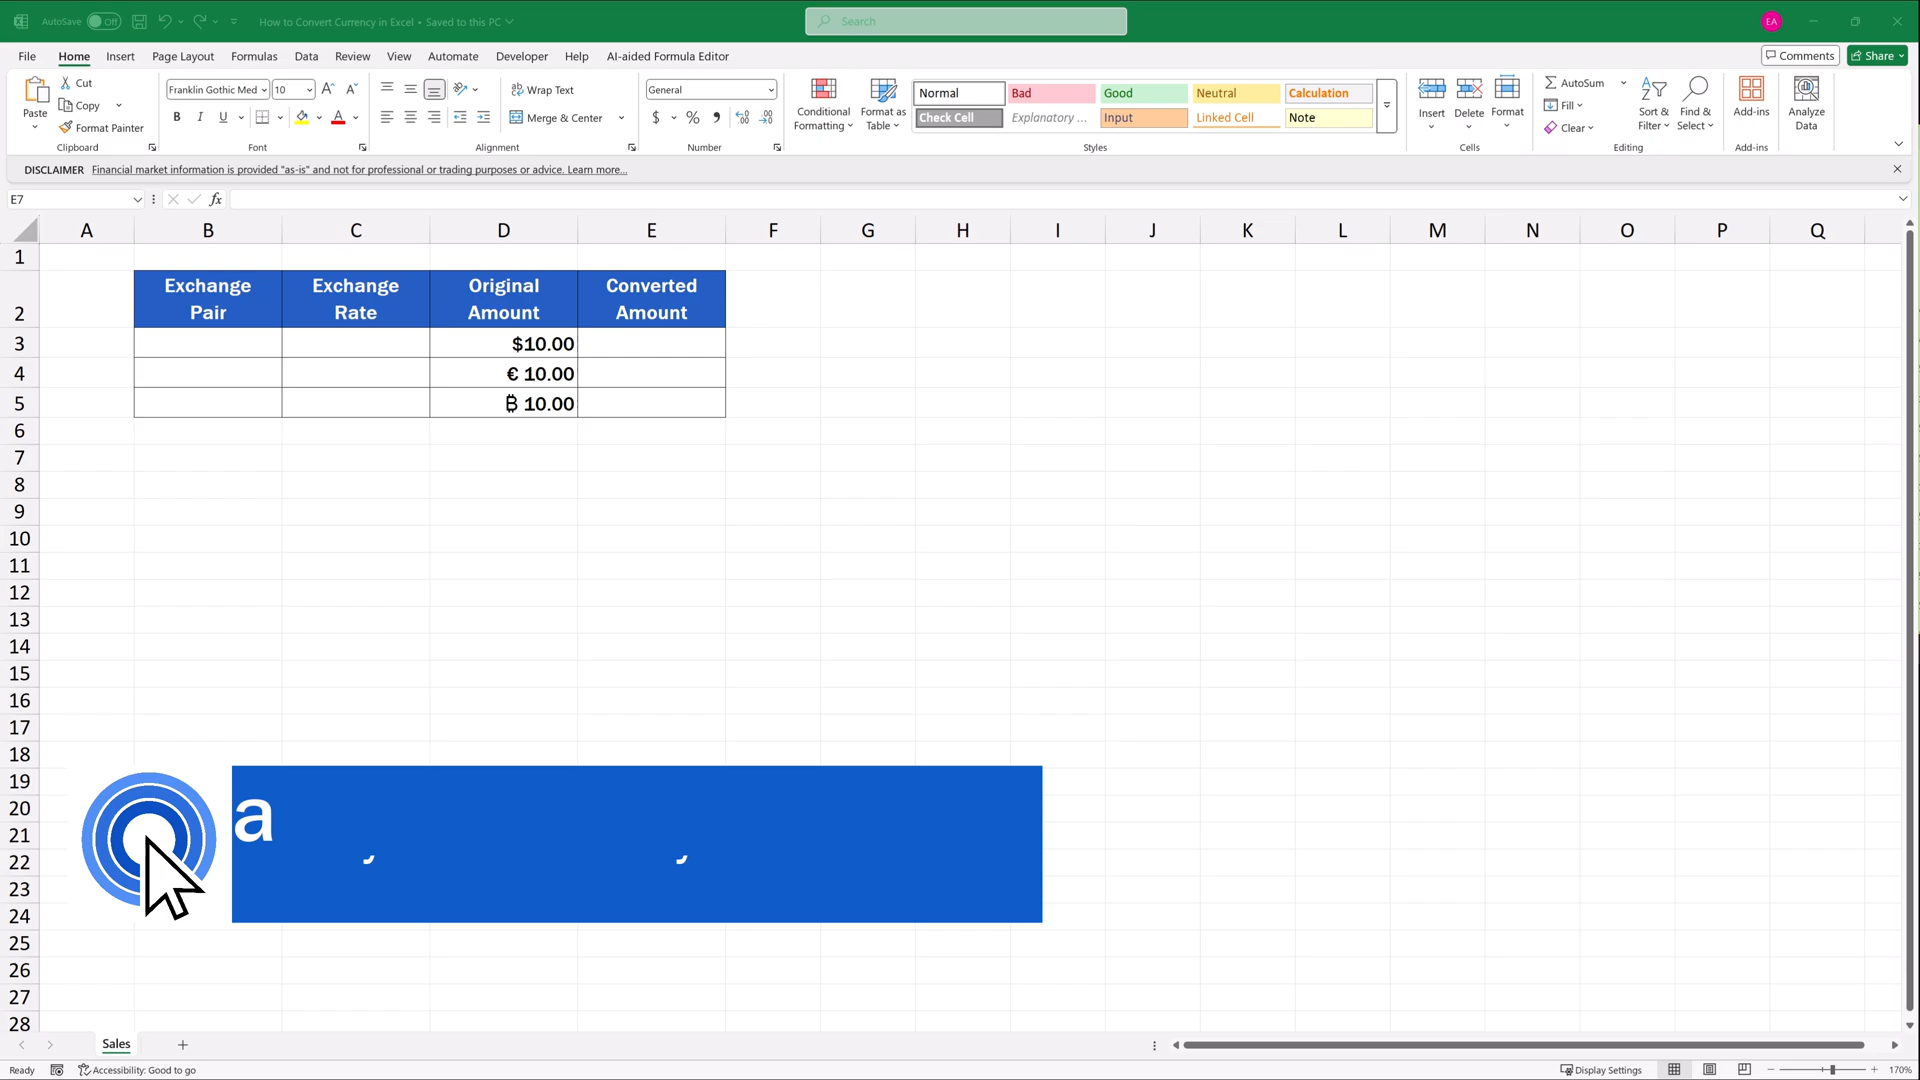 AutoSave Off How to Convert Currency in Excel • Saved to this PC Search EA
File Home Insert Page Layout Formulas Data Review View Automate Developer Help AI-aided Formula Editor Comments Share
Paste Cut Copy Format Painter Clipboard
Franklin Gothic Med 10 B I U Font
Wrap Text Merge & Center Alignment
General $ % Number
Conditional Formatting Format as Table
Normal Bad Good Neutral Calculation
Check Cell Explanatory ... Input Linked Cell Note
Styles
Insert Delete Format Cells
AutoSum Fill Clear Sort & Filter Find & Select Editing
Add-ins Add-ins
Analyze Data
DISCLAIMER Financial market information is provided "as-is" and not for professional or trading purposes or advice. Learn more...
E7 fx
A B C D E F G H I J K L M N O P Q
1
2 Exchange Pair Exchange Rate Original Amount Converted Amount
3 $10.00
4 € 10.00
5 ₿ 10.00
6
7
8
9
10
11
12
13
14
15
16
17
18
19
20
21
22
23
24
25
26
27
28
a
Sales
Ready Accessibility: Good to go Display Settings 170%